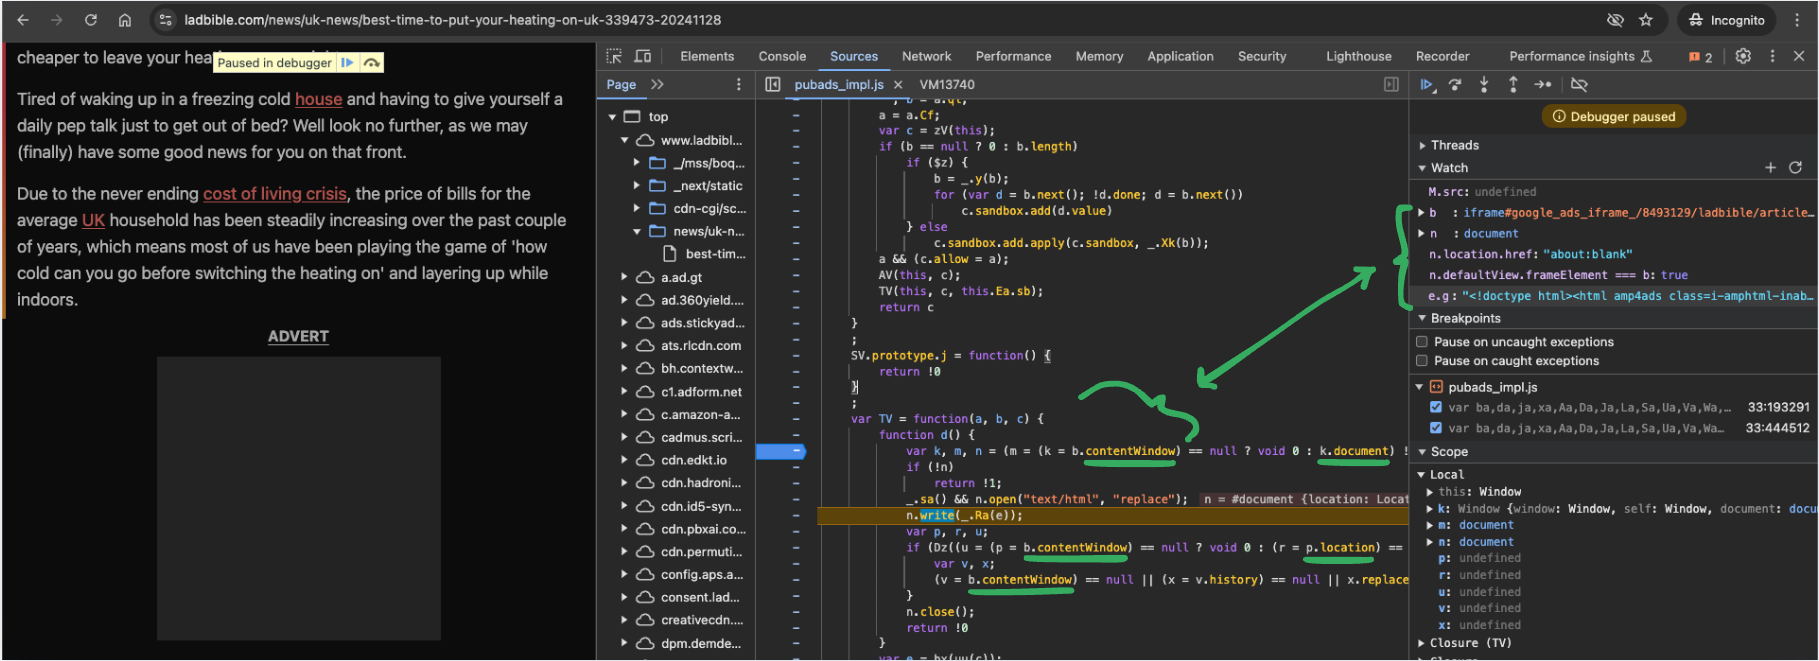 ladbible.com/news/uk-news/best-time-to-put-your-heating-on-uk-339473-20241128
Incognito
cheaper to leave your hea
Paused in debugger
Tired of waking up in a freezing cold house and having to give yourself a
daily pep talk just to get out of bed? Well look no further, as we may
(finally) have some good news for you on that front.
Due to the never ending cost of living crisis, the price of bills for the
average UK household has been steadily increasing over the past couple
of years, which means most of us have been playing the game of 'how
cold can you go before switching the heating on' and layering up while
indoors.
ADVERT
Elements Console Sources Network Performance Memory Application Security Lighthouse Recorder Performance insights 2
Page
top
www.ladbibl...
_/mss/boq...
_next/static
cdn-cgi/sc...
news/uk-n...
best-tim...
a.ad.gt
ad.360yield....
ads.stickyad...
ats.rlcdn.com
bh.contextw...
c1.adform.net
c.amazon-a...
cadmus.scri...
cdn.edkt.io
cdn.hadroni...
cdn.id5-syn...
cdn.pbxai.co...
cdn.permuti...
config.aps.a...
consent.lad...
creativecdn....
dpm.demde...
pubads_impl.js VM13740
a = a.Cf;
var c = zV(this);
if (b == null ? 0 : b.length)
if ($z) {
b = _.y(b);
for (var d = b.next(); !d.done; d = b.next())
c.sandbox.add(d.value)
} else
c.sandbox.add.apply(c.sandbox, _.Xk(b));
a && (c.allow = a);
AV(this, c);
TV(this, c, this.Ea.sb);
return c
}
;
SV.prototype.j = function() {
return !0
}
;
var TV = function(a, b, c) {
function d() {
var k, m, n = (m = (k = b.contentWindow) == null ? void 0 : k.document) !
if (!n)
return !1;
_.sa() && n.open("text/html", "replace"); n = #document {location: Locat
n.write(_.Ra(e));
var p, r, u;
if (Dz((u = (p = b.contentWindow) == null ? void 0 : (r = p.location) ==
var v, x;
(v = b.contentWindow) == null || (x = v.history) == null || x.replace
}
n.close();
return !0
}
Debugger paused
Threads
Watch
M.src: undefined
b : iframe#google_ads_iframe_/8493129/ladbible/article...
n : document
n.location.href: "about:blank"
n.defaultView.frameElement === b: true
e.g: "<!doctype html><html amp4ads class=i-amphtml-inab...
Breakpoints
Pause on uncaught exceptions
Pause on caught exceptions
pubads_impl.js
var ba,da,ja,xa,Aa,Da,Ja,La,Sa,Ua,Va,Wa,... 33:193291
var ba,da,ja,xa,Aa,Da,Ja,La,Sa,Ua,Va,Wa... 33:444512
Scope
Local
this: Window
k: Window {window: Window, self: Window, document: docu
m: document
n: document
p: undefined
r: undefined
u: undefined
v: undefined
x: undefined
Closure (TV)